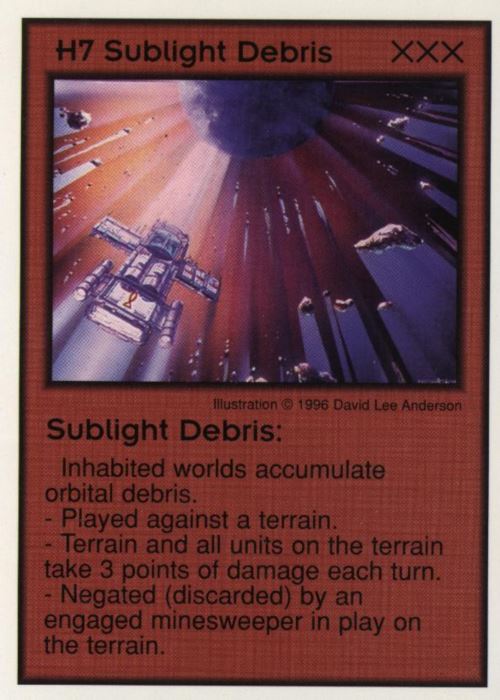 H7 Sublight Debris XXX
Illustration © 1996 David Lee Anderson
Sublight Debris:
Inhabited worlds accumulate
orbital debris.
- Played against a terrain.
- Terrain and all units on the terrain
take 3 points of damage each turn.
- Negated (discarded) by an
engaged minesweeper in play on
the terrain.